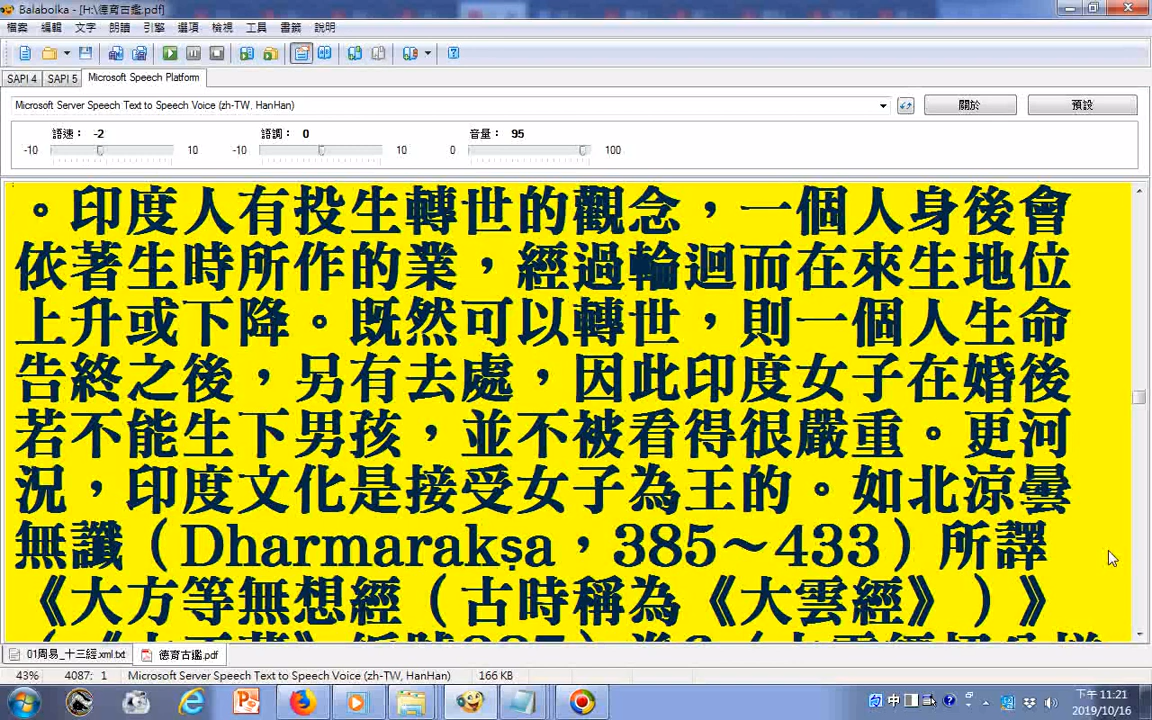 Balabolka - [H:\德育古鑑.pdf]
檔案 編輯 文字 朗讀 引擎 選項 檢視 工具 書籤 說明
SAPI 4 SAPI 5 Microsoft Speech Platform
Microsoft Server Speech Text to Speech Voice (zh-TW, HanHan) 關於 預設
語速： -2 語調： 0 音量： 95
-10 10 -10 10 0 100
。印度人有投生轉世的觀念，一個人身後會
依著生時所作的業，經過輪迴而在來生地位
上升或下降。既然可以轉世，則一個人生命
告終之後，另有去處，因此印度女子在婚後
若不能生下男孩，並不被看得很嚴重。更河
況，印度文化是接受女子為王的。如北涼曇
無讖（Dharmarakṣa，385～433）所譯
《大方等無想經（古時稱為《大雲經》）》
01周易_十三經.xml.txt 德育古鑑.pdf
43% 4087: 1 Microsoft Server Speech Text to Speech Voice (zh-TW, HanHan) 166 KB
中
下午 11:21
2019/10/16